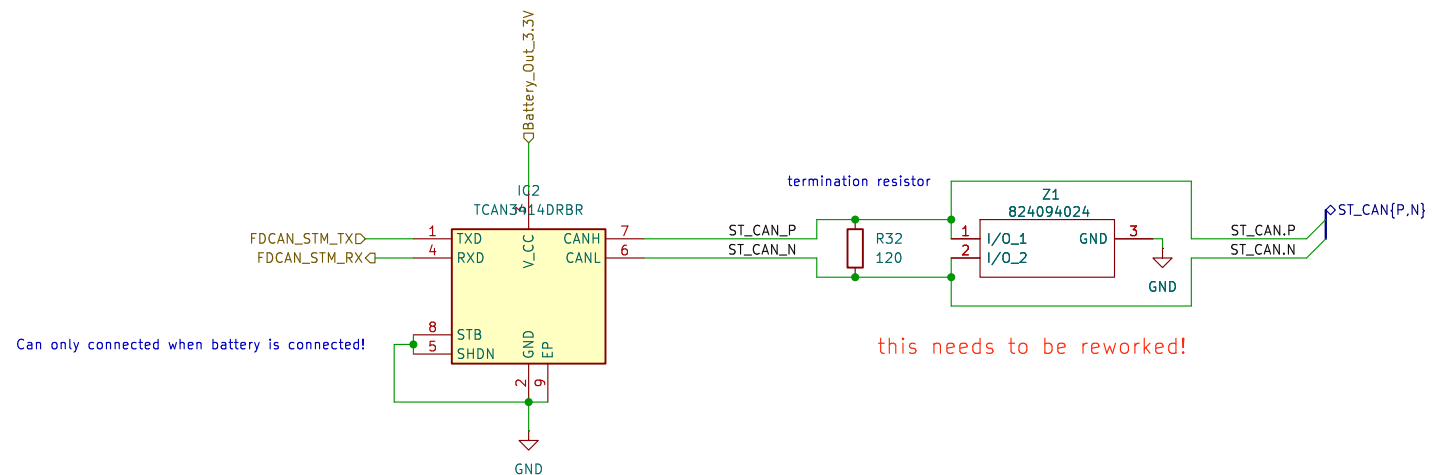 Battery_Out_3.3V
IC2
TCAN3414DRBR
3
FDCAN_STM_TX
1
TXD
FDCAN_STM_RX
4
RXD
V_CC
CANH
7
CANL
6
ST_CAN_P
ST_CAN_N
8
STB
5
SHDN
GND
EP
2
9
GND
Can only connected when battery is connected!
termination resistor
R32
120
Z1
824094024
1
I/O_1
2
I/O_2
GND
3
GND
ST_CAN.P
ST_CAN.N
ST_CAN{P,N}
this needs to be reworked!